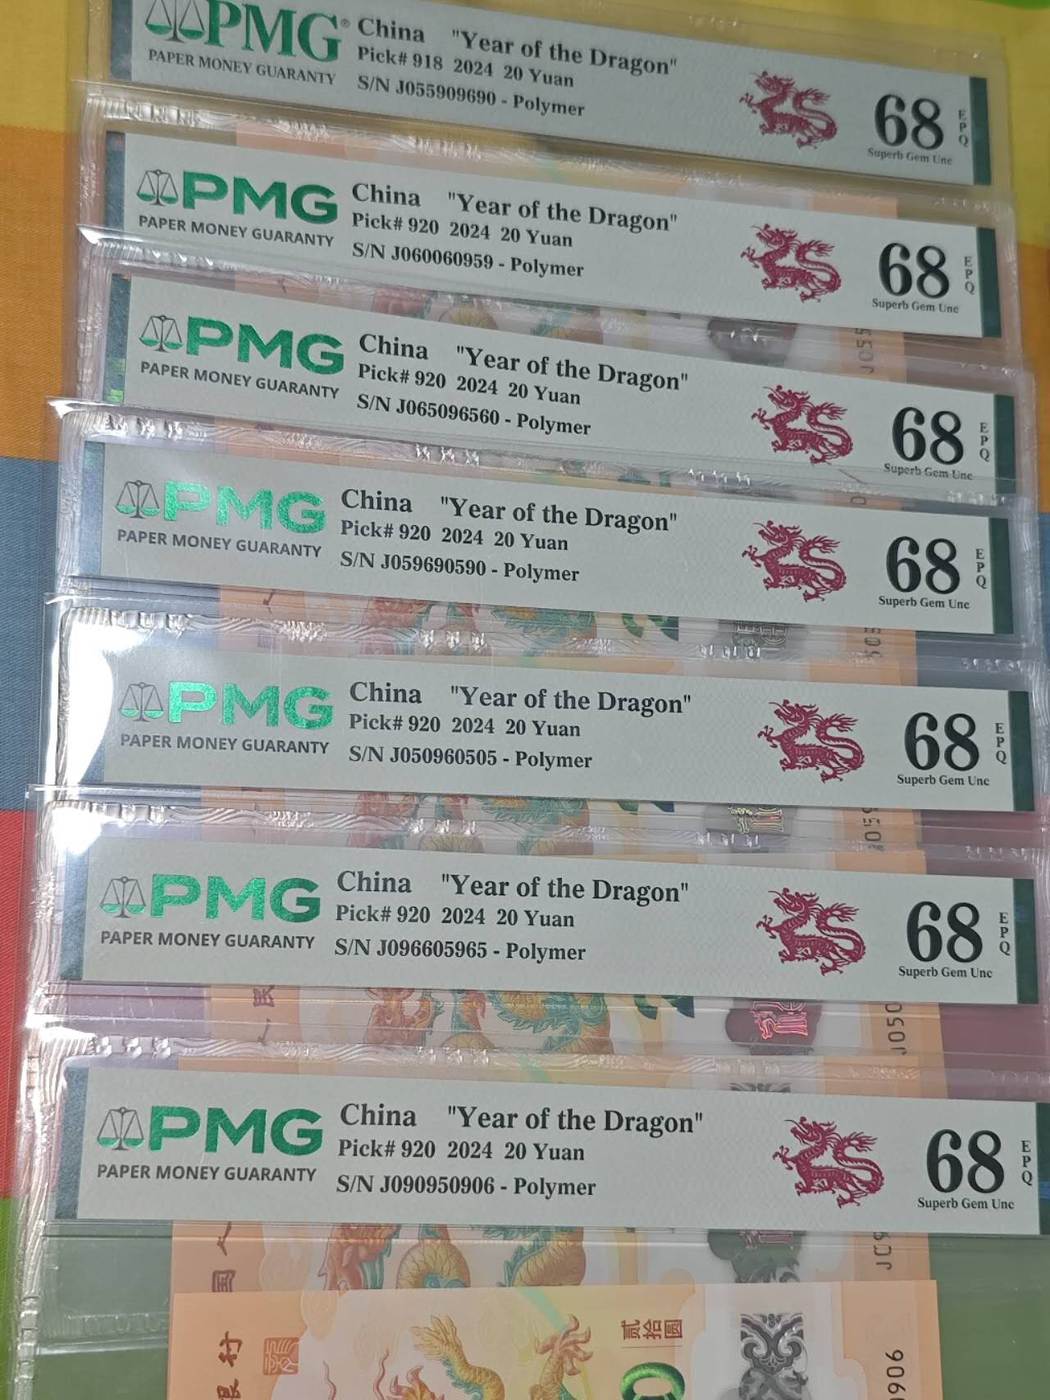 PMG®
PAPER MONEY GUARANTY
China "Year of the Dragon"
Pick# 918 2024 20 Yuan
S/N J055909690 - Polymer
68
EPQ
Superb Gem Unc
PMG
PAPER MONEY GUARANTY
China "Year of the Dragon"
Pick# 920 2024 20 Yuan
S/N J060060959 - Polymer
68
EPQ
Superb Gem Unc
J055
PMG
PAPER MONEY GUARANTY
China "Year of the Dragon"
Pick# 920 2024 20 Yuan
S/N J065096560 - Polymer
68
EPQ
Superb Gem Unc
PMG
PAPER MONEY GUARANTY
China "Year of the Dragon"
Pick# 920 2024 20 Yuan
S/N J059690590 - Polymer
68
EPQ
Superb Gem Unc
PMG
PAPER MONEY GUARANTY
China "Year of the Dragon"
Pick# 920 2024 20 Yuan
S/N J050960505 - Polymer
68
EPQ
Superb Gem Unc
J059
PMG
PAPER MONEY GUARANTY
China "Year of the Dragon"
Pick# 920 2024 20 Yuan
S/N J096605965 - Polymer
68
EPQ
Superb Gem Unc
J050
PMG
PAPER MONEY GUARANTY
China "Year of the Dragon"
Pick# 920 2024 20 Yuan
S/N J090950906 - Polymer
68
EPQ
Superb Gem Unc
J09
国人
贰拾圆
0906